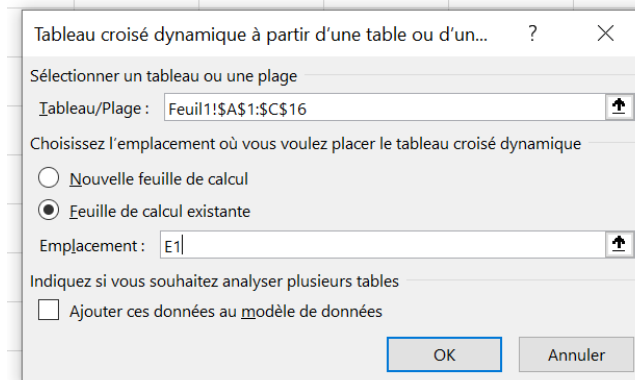 Tableau croisé dynamique à partir d’une table ou d’un... ?
Sélectionner un tableau ou une plage
Tableau/Plage : Feuil1!$A$1:$C$16
Choisissez l’emplacement où vous voulez placer le tableau croisé dynamique
Nouvelle feuille de calcul
Feuille de calcul existante
Emplacement : E1
Indiquez si vous souhaitez analyser plusieurs tables
Ajouter ces données au modèle de données
OK Annuler